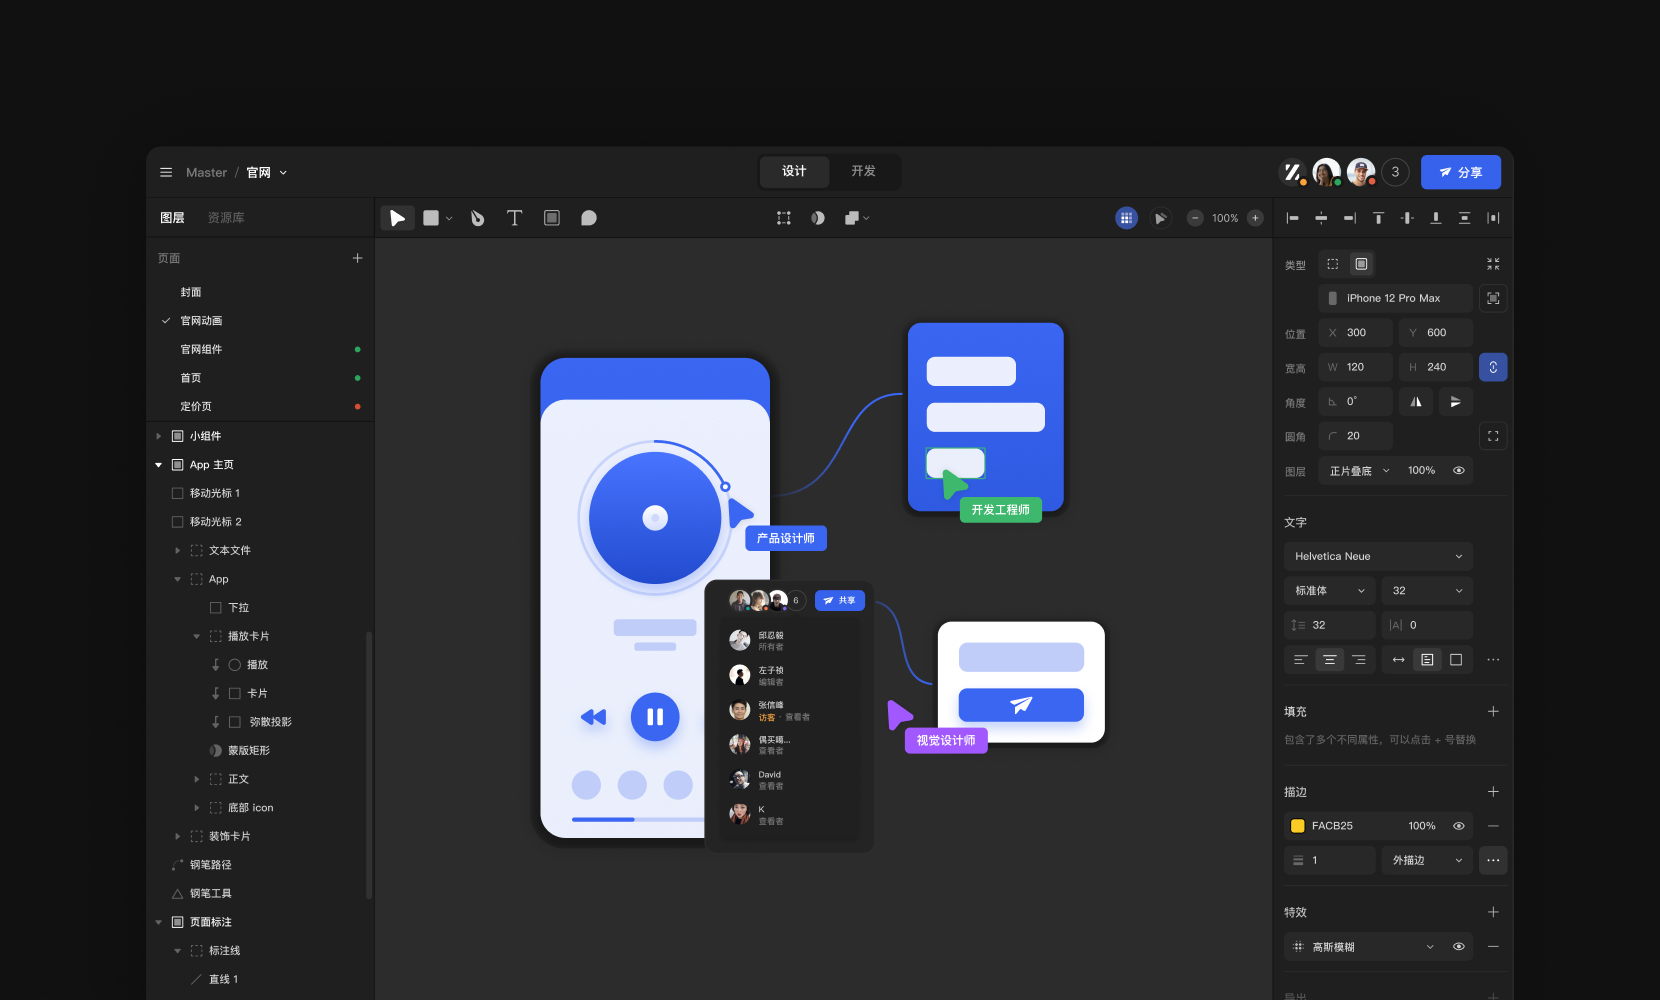 Master / 官网
设计
开发
3
分享
图层
资源库
100%
页面
封面
官网动画
官网组件
首页
定价页
小组件
App 主页
移动光标 1
移动光标 2
文本文件
App
下拉
播放卡片
播放
卡片
弥散投影
蒙版矩形
正文
底部 icon
装饰卡片
钢笔路径
钢笔工具
页面标注
标注线
直线 1
产品设计师
开发工程师
视觉设计师
6
共享
邱忍毅
所有者
左子祯
编辑者
张信峰
访客 · 查看者
偶买噶...
查看者
David
查看者
K
查看者
类型
iPhone 12 Pro Max
位置
X 300
Y 600
宽高
W 120
H 240
角度
0°
圆角
20
图层
正片叠底
100%
文字
Helvetica Neue
标准体
32
32
|A| 0
填充
包含了多个不同属性，可以点击 + 号替换
描边
FACB25
100%
1
外描边
特效
高斯模糊